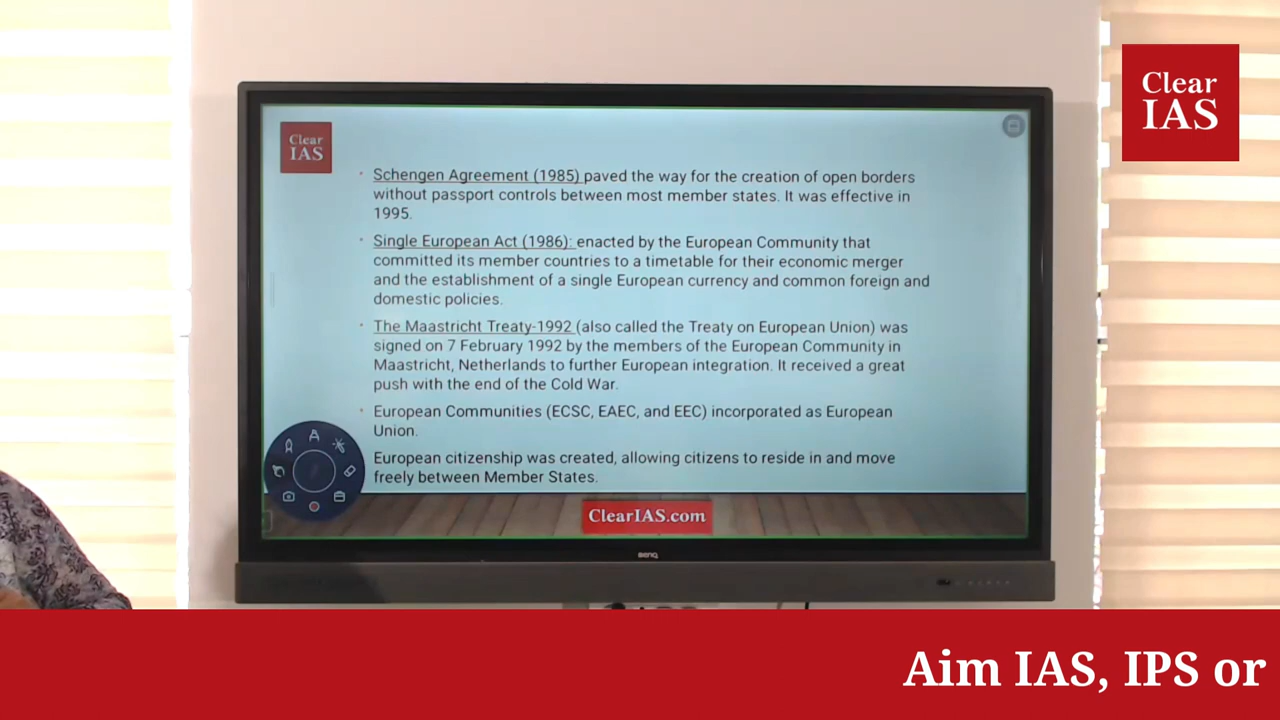 Clear
IAS
Clear
IAS
Schengen Agreement (1985) paved the way for the creation of open borders
without passport controls between most member states. It was effective in
1995.
Single European Act (1986): enacted by the European Community that
committed its member countries to a timetable for their economic merger
and the establishment of a single European currency and common foreign and
domestic policies.
The Maastricht Treaty-1992 (also called the Treaty on European Union) was
signed on 7 February 1992 by the members of the European Community in
Maastricht, Netherlands to further European integration. It received a great
push with the end of the Cold War.
European Communities (ECSC, EAEC, and EEC) incorporated as European
Union.
European citizenship was created, allowing citizens to reside in and move
freely between Member States.
ClearIAS.com
BenQ
Aim IAS, IPS or